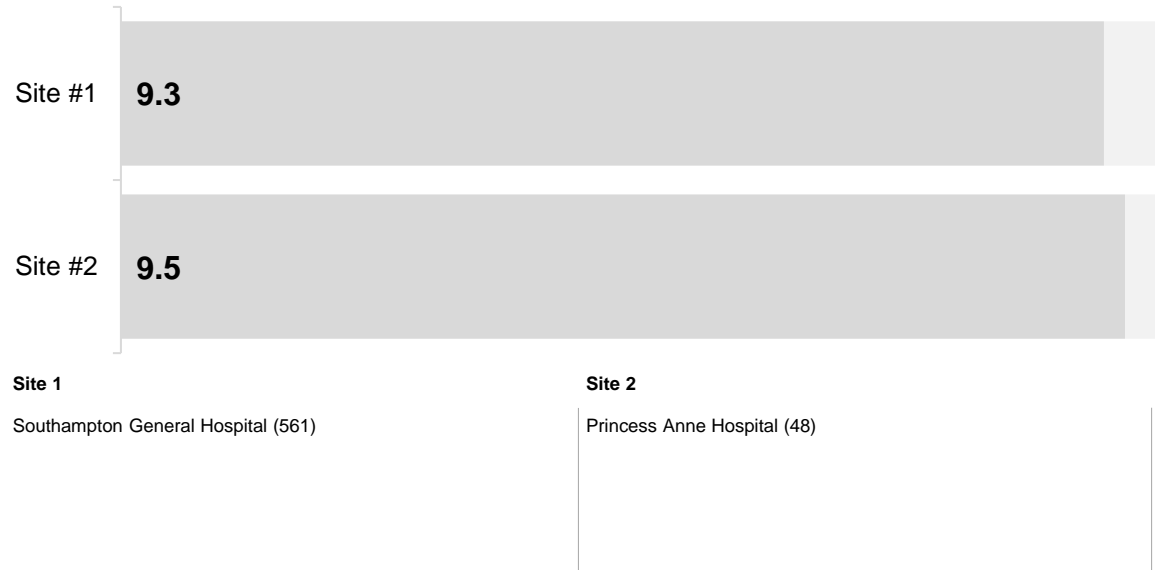 Site #1 9.3
Site #2 9.5
Site 1
Southampton General Hospital (561)
Site 2
Princess Anne Hospital (48)